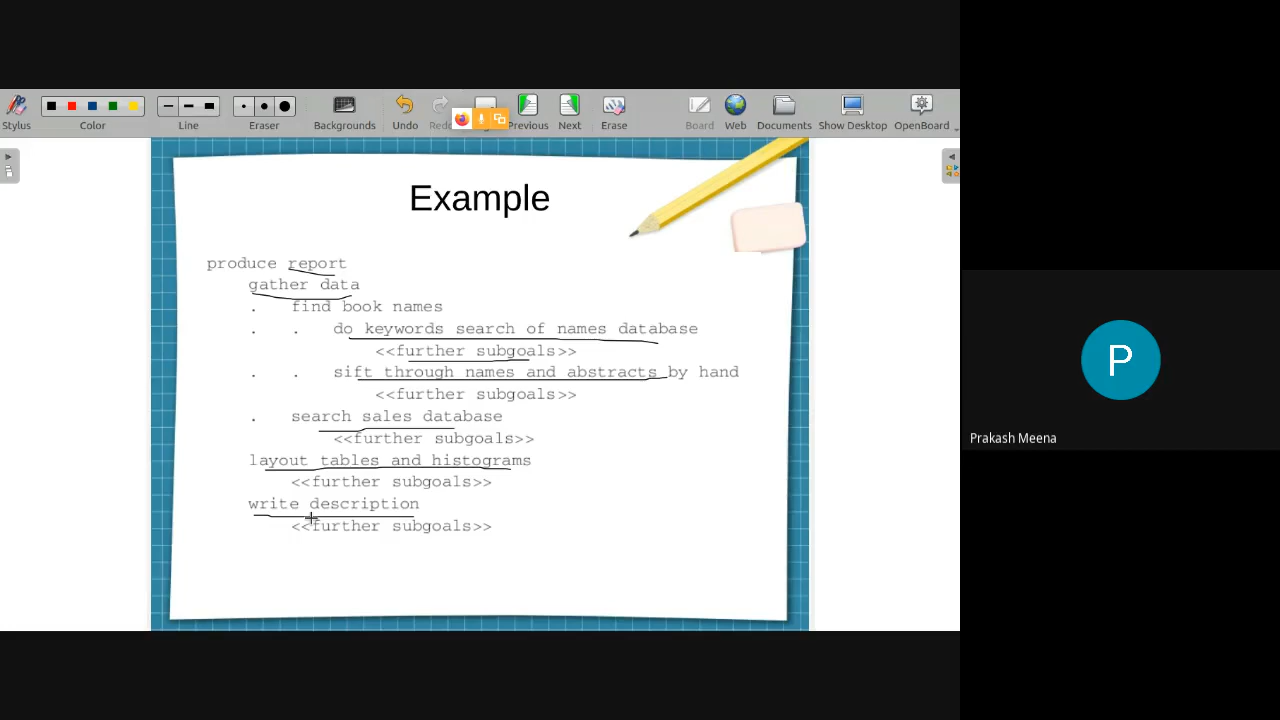 Stylus
Color
Line
Eraser
Backgrounds
Undo
Previous
Next
Erase
Board
Web
Documents
Show Desktop
OpenBoard
Example
produce report
gather data
. find book names
. . do keywords search of names database
<<further subgoals>>
. . sift through names and abstracts by hand
<<further subgoals>>
. search sales database
<<further subgoals>>
layout tables and histograms
<<further subgoals>>
write description
<<further subgoals>>
P
Prakash Meena